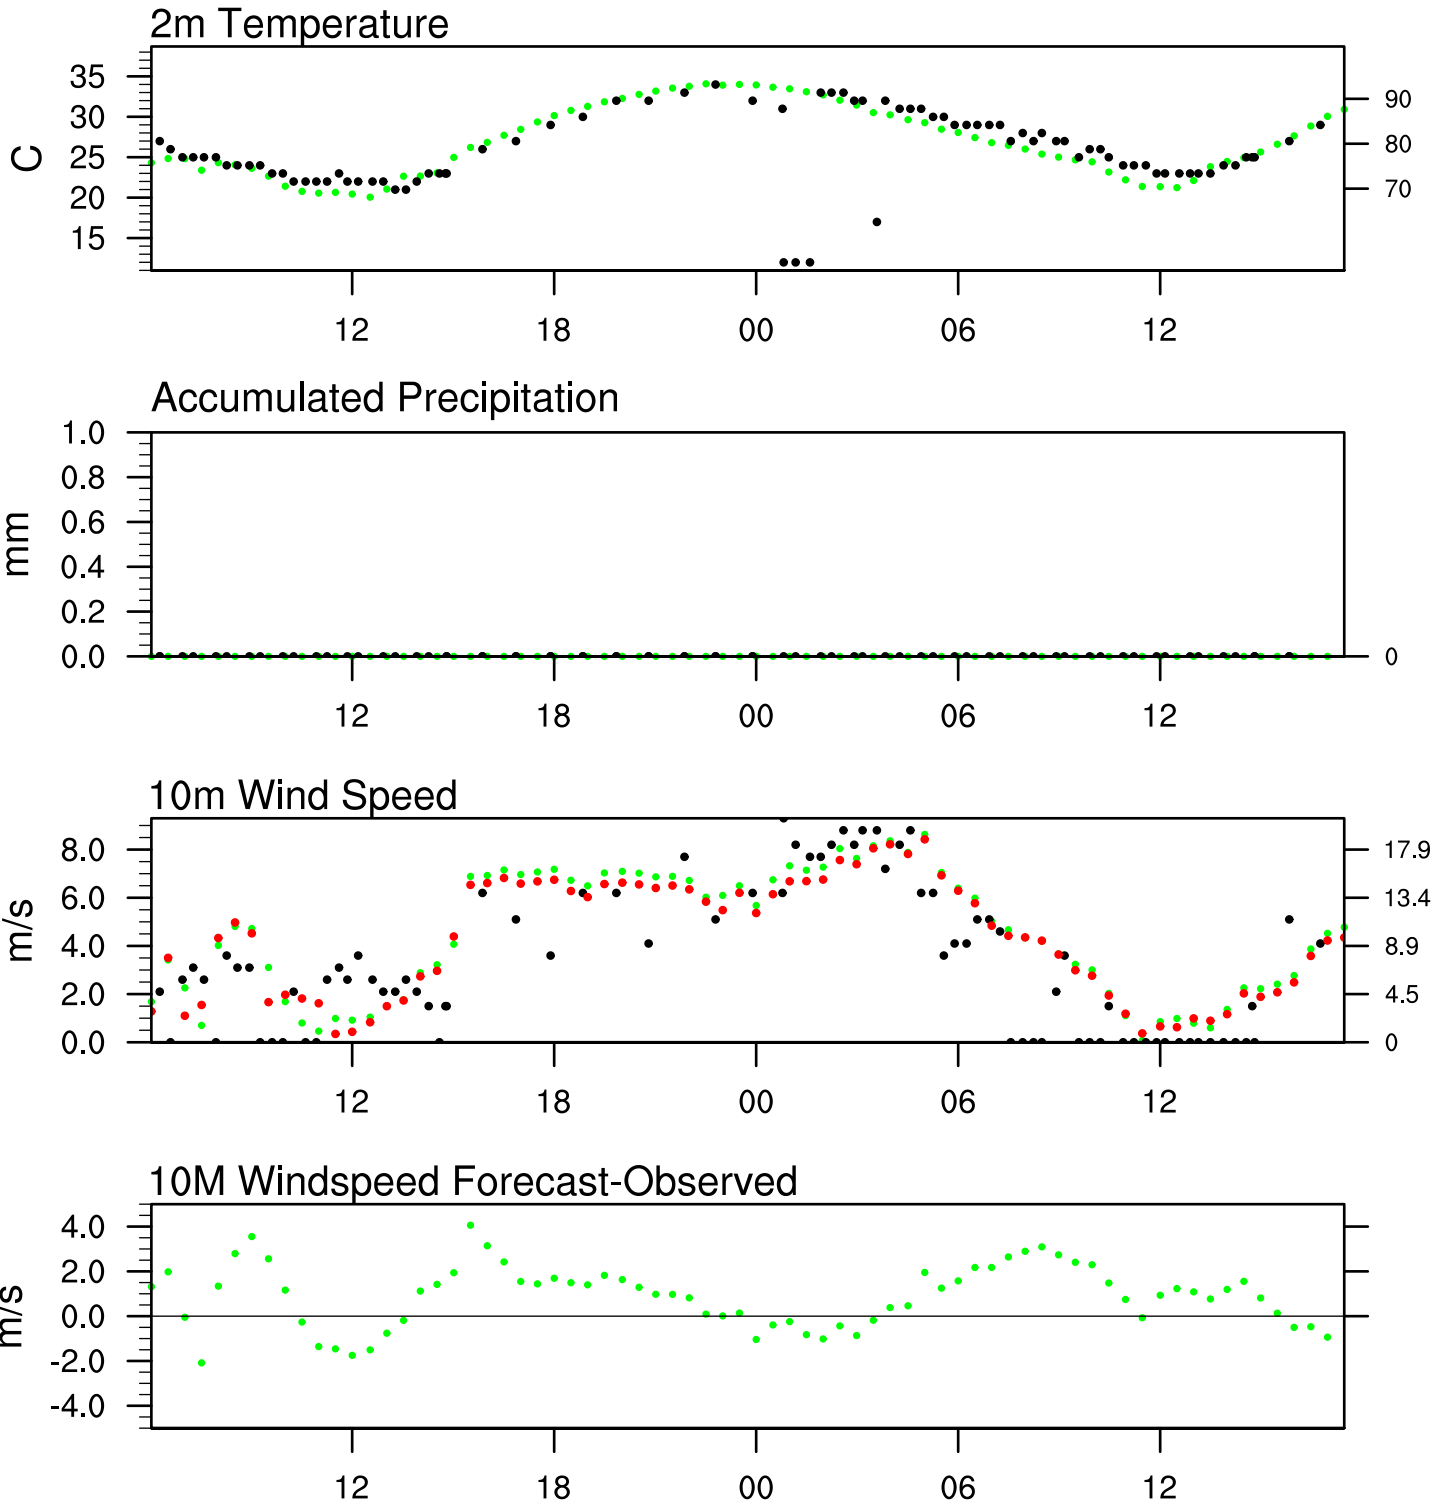 2m Temperature
C
35
30
25
20
15
90
80
70
12 18 00 06 12
Accumulated Precipitation
mm
1.0
0.8
0.6
0.4
0.2
0.0
0
12 18 00 06 12
10m Wind Speed
m/s
8.0
6.0
4.0
2.0
0.0
17.9
13.4
8.9
4.5
0
12 18 00 06 12
10M Windspeed Forecast-Observed
m/s
4.0
2.0
0.0
-2.0
-4.0
12 18 00 06 12